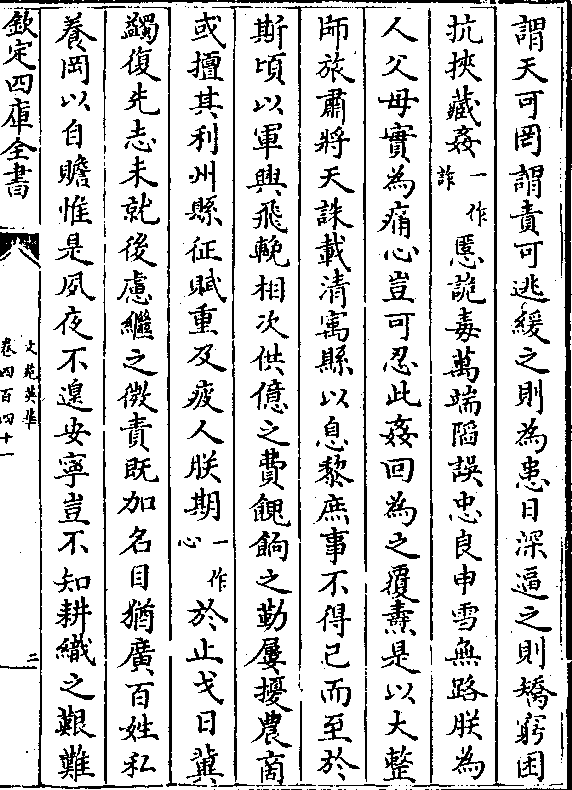 謂天可罔謂責可逃緩之則為患日深逼之則矯窮困
抗挾藏姦一作詐慝詭毒萬端陷誤忠良申雪無路朕為
人父母實為痛心豈可忍此姦回為之覆燾是以大整
師旅肅將天誅載清寓縣以息黎庶事不得已而至於
斯頃以軍興飛輓相次供億之費餽餉之勤屢擾農商
或擅其利州縣征賦重及疲人朕期一作心於止戈日冀
蠲復先志未就後慮繼之徴責既加名目猶廣百姓私
養罔以自贍惟是夙夜不遑安寧豈不知耕織之艱難
欽定四庫全書
文苑英華
卷四百四十一
二